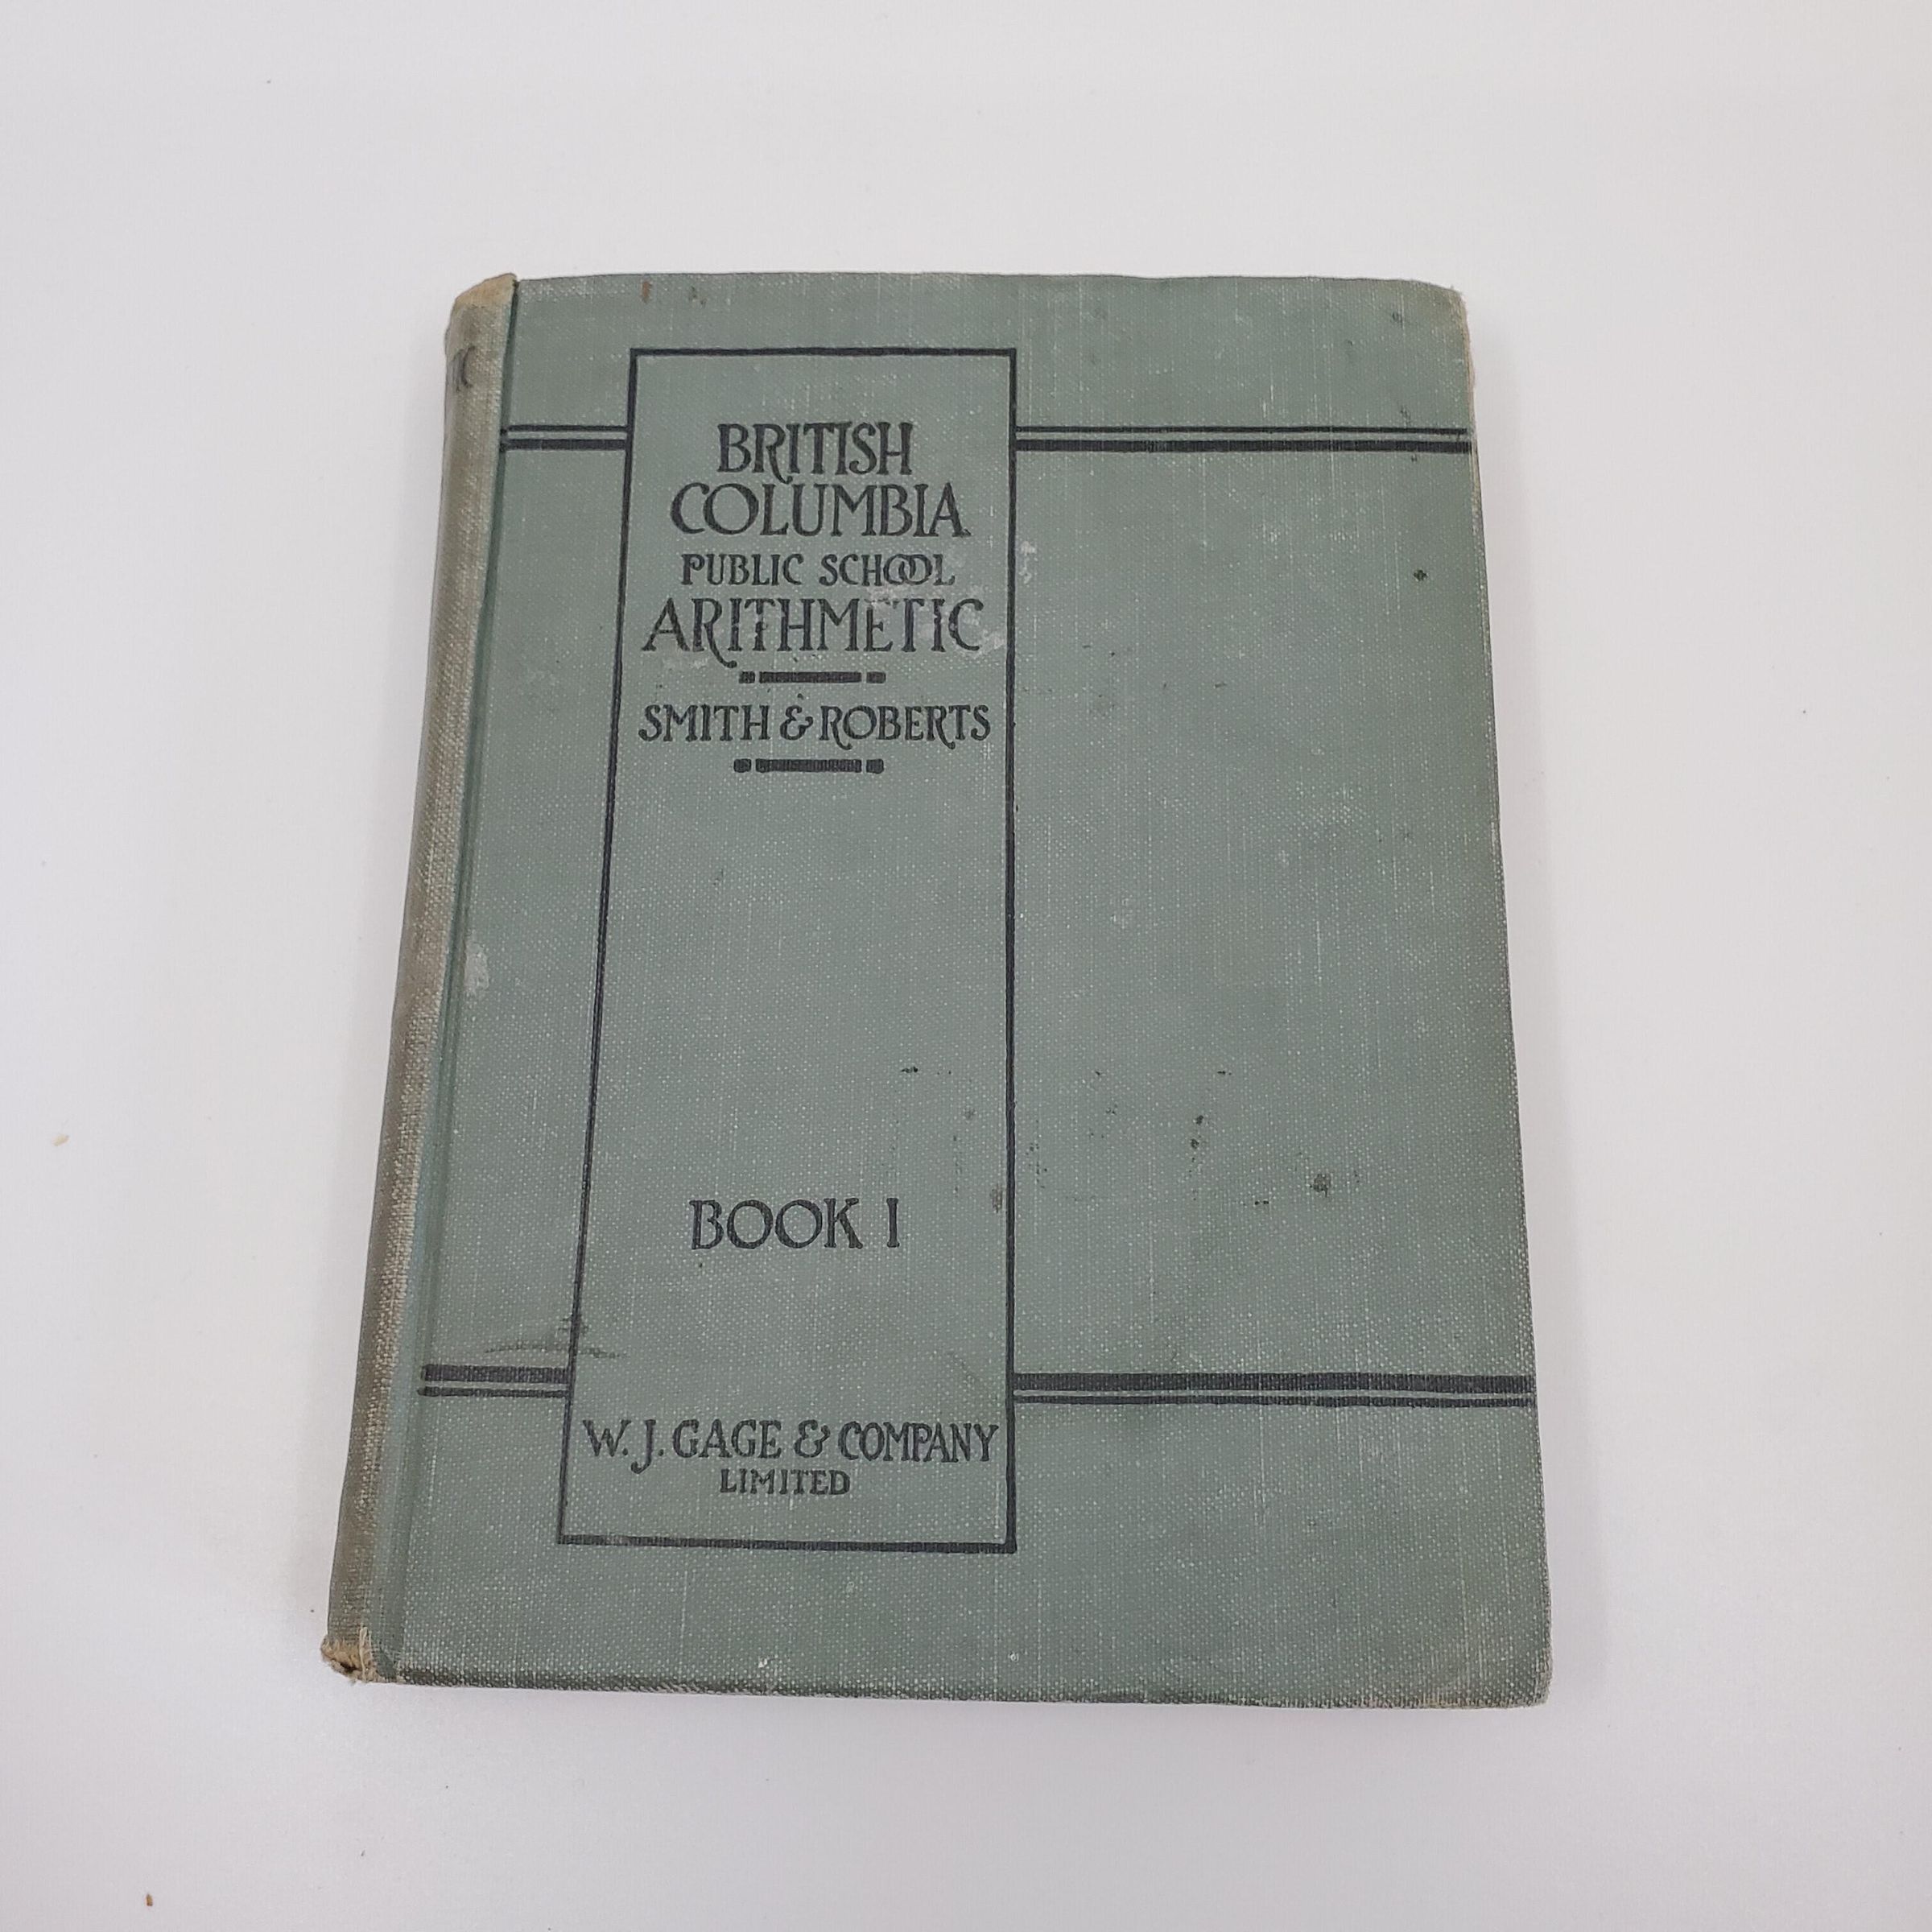 BRITISH
COLUMBIA
PUBLIC SCHOOL
ARITHMETIC
SMITH & ROBERTS
BOOK I
W. J. GAGE & COMPANY
LIMITED